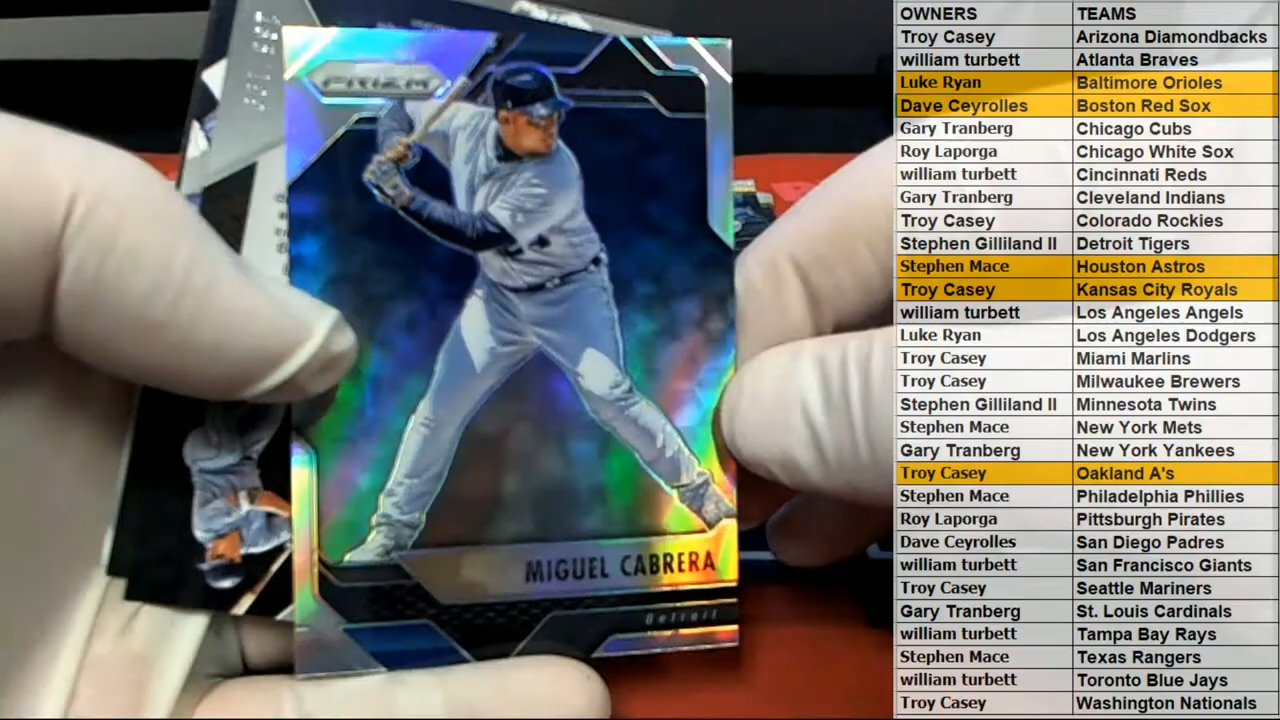 PRIZM
MIGUEL CABRERA
Detroit
OWNERS TEAMS
Troy Casey Arizona Diamondbacks
william turbett Atlanta Braves
Luke Ryan Baltimore Orioles
Dave Ceyrolles Boston Red Sox
Gary Tranberg Chicago Cubs
Roy Laporga Chicago White Sox
william turbett Cincinnati Reds
Gary Tranberg Cleveland Indians
Troy Casey Colorado Rockies
Stephen Gilliland II Detroit Tigers
Stephen Mace Houston Astros
Troy Casey Kansas City Royals
william turbett Los Angeles Angels
Luke Ryan Los Angeles Dodgers
Troy Casey Miami Marlins
Troy Casey Milwaukee Brewers
Stephen Gilliland II Minnesota Twins
Stephen Mace New York Mets
Gary Tranberg New York Yankees
Troy Casey Oakland A's
Stephen Mace Philadelphia Phillies
Roy Laporga Pittsburgh Pirates
Dave Ceyrolles San Diego Padres
william turbett San Francisco Giants
Troy Casey Seattle Mariners
Gary Tranberg St. Louis Cardinals
william turbett Tampa Bay Rays
Stephen Mace Texas Rangers
william turbett Toronto Blue Jays
Troy Casey Washington Nationals